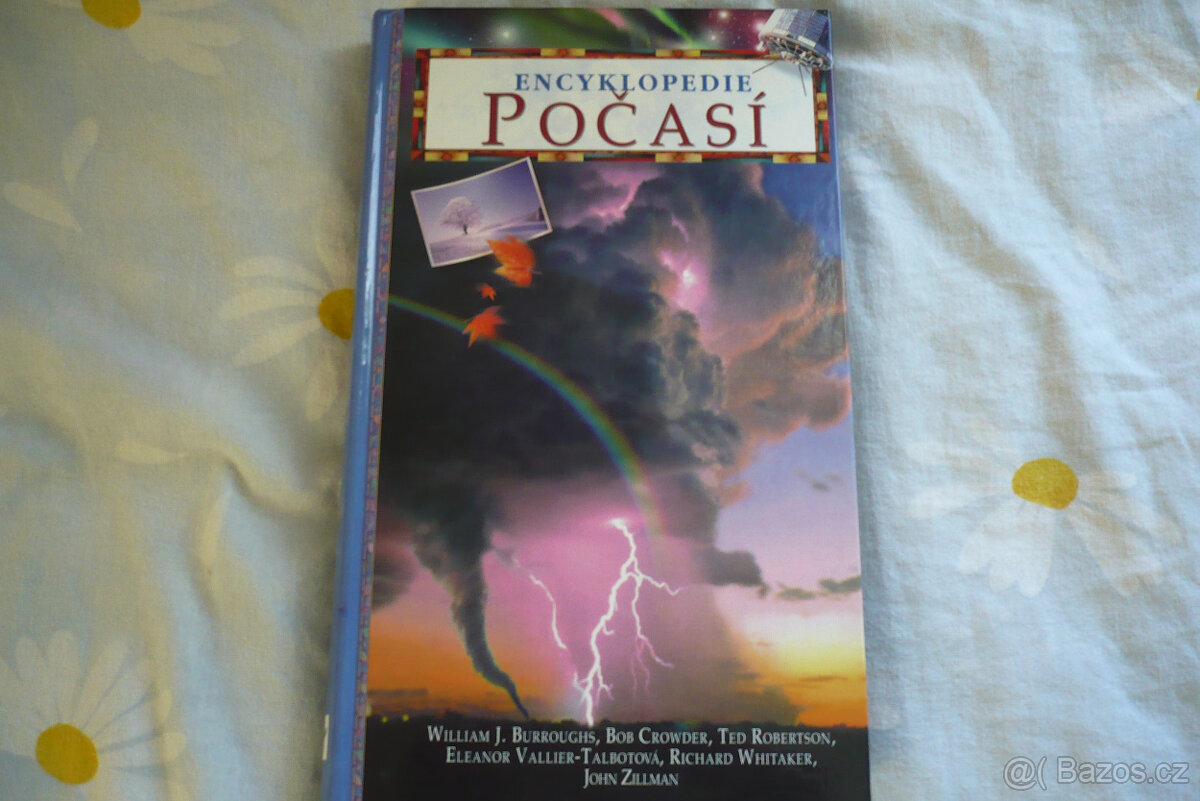 ENCYKLOPEDIE
POČASÍ
WILLIAM J. BURROUGHS, BOB CROWDER, TED ROBERTSON,
ELEANOR VALLIER-TALBOTOVÁ, RICHARD WHITAKER,
JOHN ZILLMAN
@( Bazos.cz